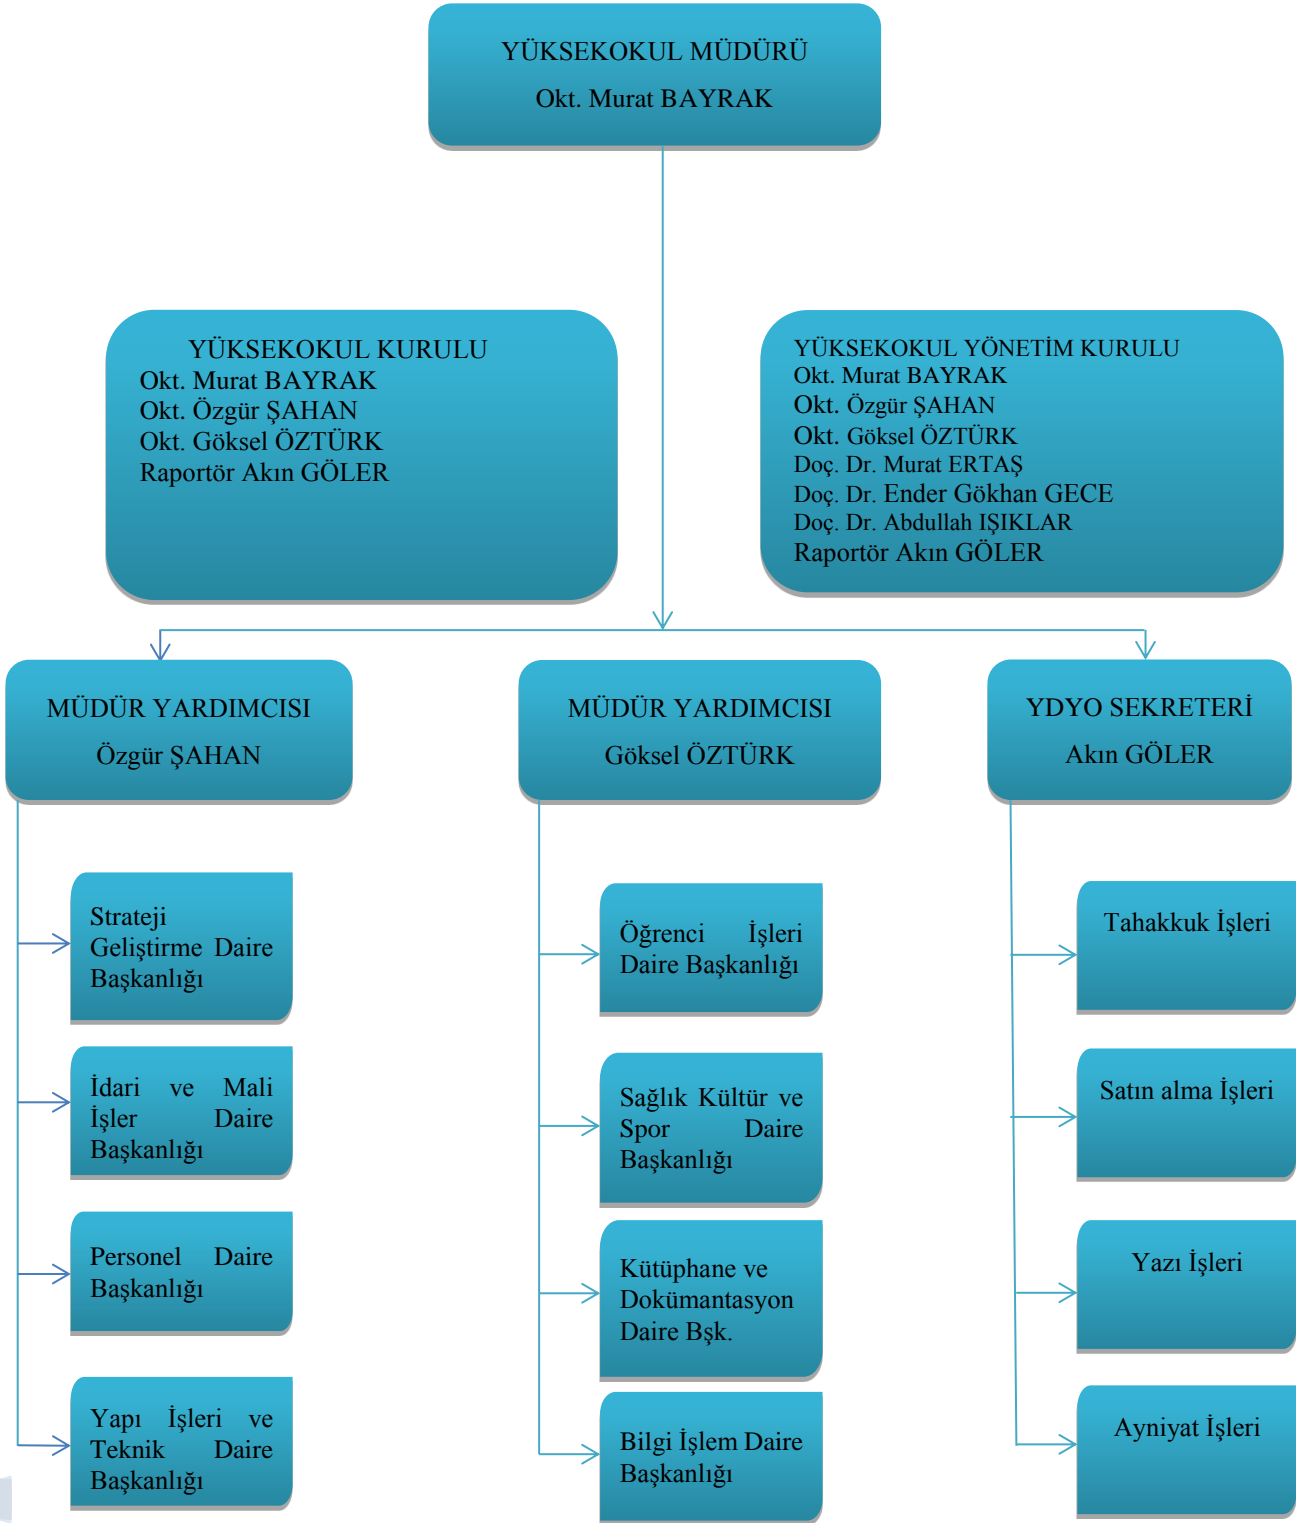 YÜKSEKOKUL MÜDÜRÜ
Okt. Murat BAYRAK
YÜKSEKOKUL KURULU
Okt. Murat BAYRAK
Okt. Özgür ŞAHAN
Okt. Göksel ÖZTÜRK
Raportör Akın GÖLER
YÜKSEKOKUL YÖNETİM KURULU
Okt. Murat BAYRAK
Okt. Özgür ŞAHAN
Okt. Göksel ÖZTÜRK
Doç. Dr. Murat ERTAŞ
Doç. Dr. Ender Gökhan GECE
Doç. Dr. Abdullah IŞIKLAR
Raportör Akın GÖLER
MÜDÜR YARDIMCISI
Özgür ŞAHAN
MÜDÜR YARDIMCISI
Göksel ÖZTÜRK
YDYO SEKRETERİ
Akın GÖLER
Strateji
Geliştirme Daire
Başkanlığı
İdari ve Mali
İşler Daire
Başkanlığı
Personel Daire
Başkanlığı
Yapı İşleri ve
Teknik Daire
Başkanlığı
Öğrenci İşleri
Daire Başkanlığı
Sağlık Kültür ve
Spor Daire
Başkanlığı
Kütüphane ve
Dokümantasyon
Daire Bşk.
Bilgi İşlem Daire
Başkanlığı
Tahakkuk İşleri
Satın alma İşleri
Yazı İşleri
Ayniyat İşleri